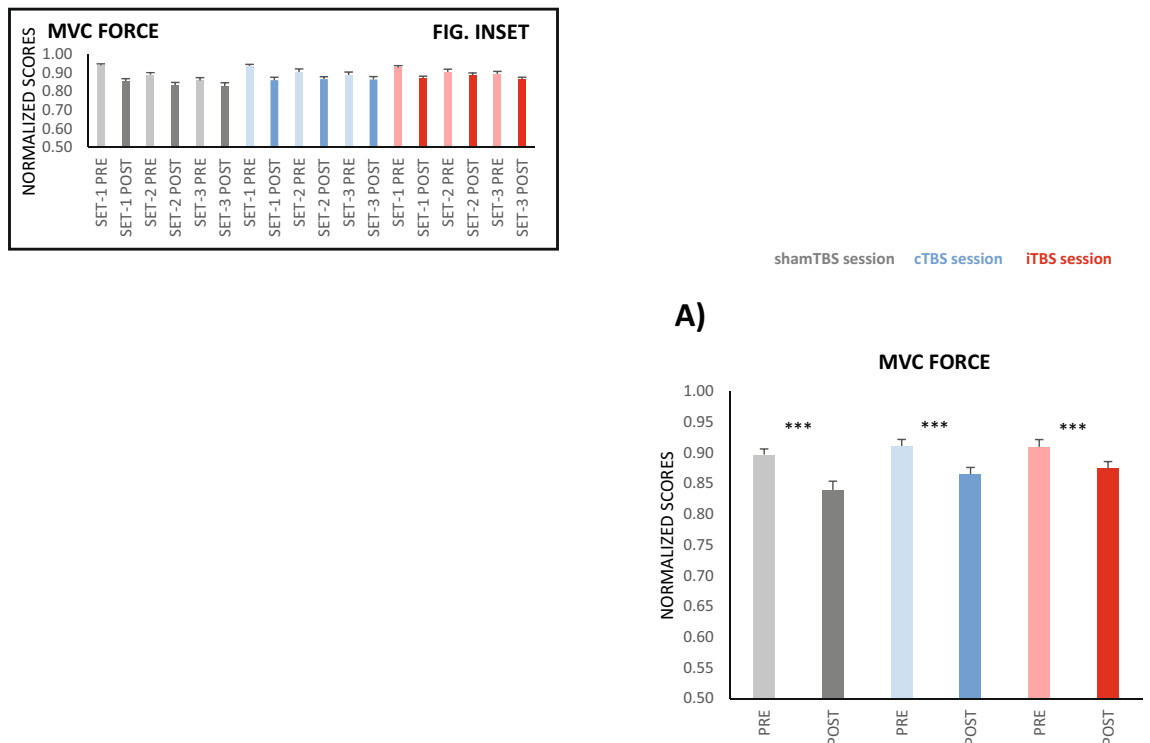 MVC FORCE
FIG. INSET
NORMALIZED SCORES
1.00
0.90
0.80
0.70
0.60
0.50
SET-1 PRE
SET-1 POST
SET-2 PRE
SET-2 POST
SET-3 PRE
SET-3 POST
SET-1 PRE
SET-1 POST
SET-2 PRE
SET-2 POST
SET-3 PRE
SET-3 POST
SET-1 PRE
SET-1 POST
SET-2 PRE
SET-2 POST
SET-3 PRE
SET-3 POST
shamTBS session cTBS session iTBS session
A)
MVC FORCE
NORMALIZED SCORES
1.00
0.95
0.90
0.85
0.80
0.75
0.70
0.65
0.60
0.55
0.50
*** *** ***
PRE
POST
PRE
POST
PRE
POST